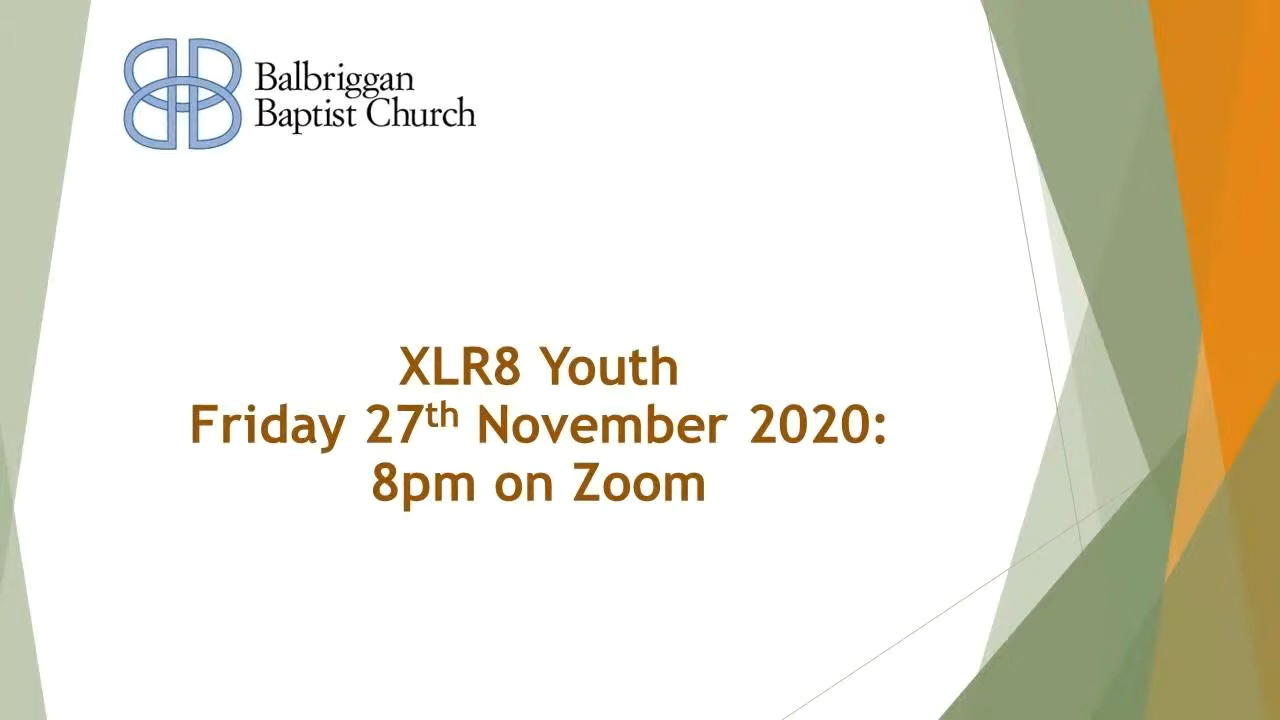 Balbriggan
Baptist Church
XLR8 Youth
Friday 27th November 2020:
8pm on Zoom